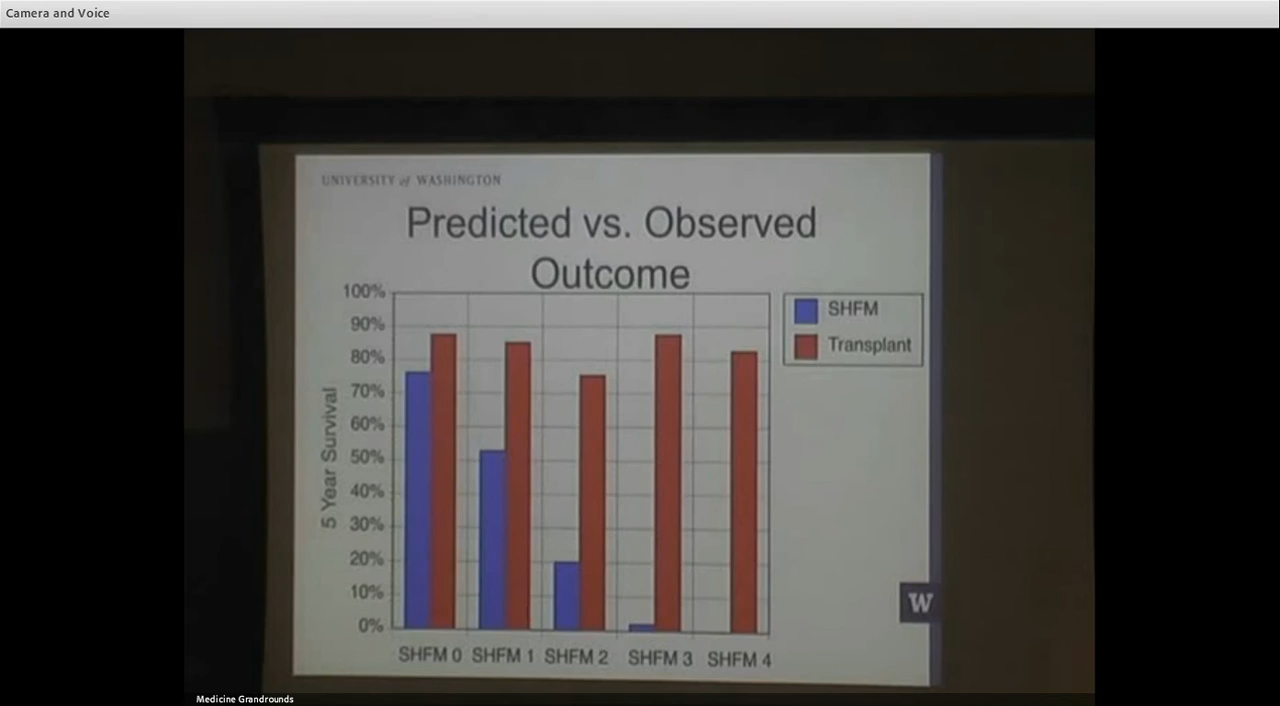 Camera and Voice
UNIVERSITY of WASHINGTON
Predicted vs. Observed
Outcome
100%
90%
80%
70%
60%
50%
40%
30%
20%
10%
0%
5 Year Survival
SHFM
Transplant
SHFM 0
SHFM 1
SHFM 2
SHFM 3
SHFM 4
W
Medicine Grandrounds